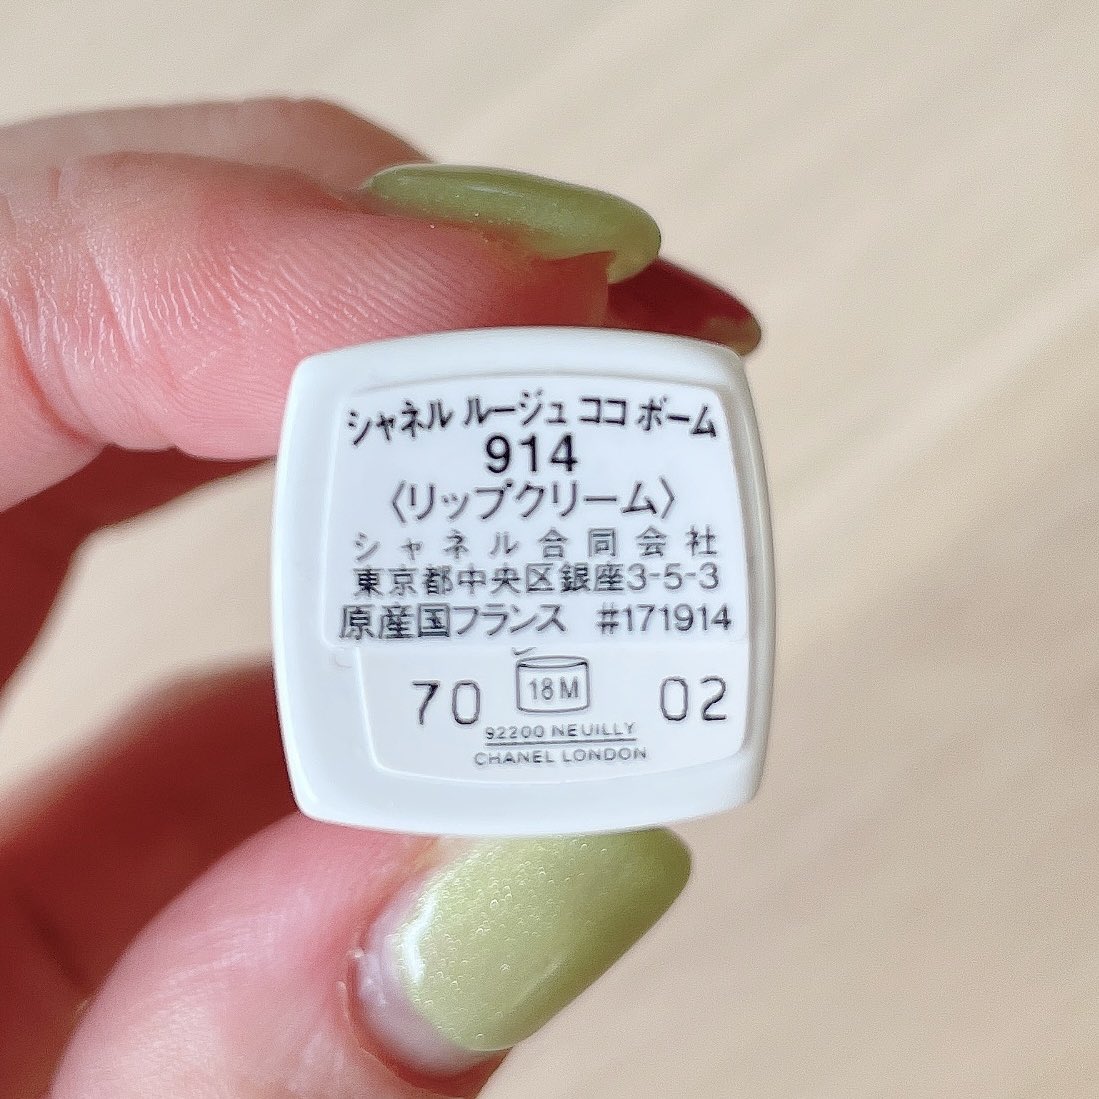 シャネル ルージュ ココ ボーム
914
〈リップクリーム〉
シャネル合同会社
東京都中央区銀座3-5-3
原産国フランス #171914
70 18M 02
92200 NEUILLY
CHANEL LONDON